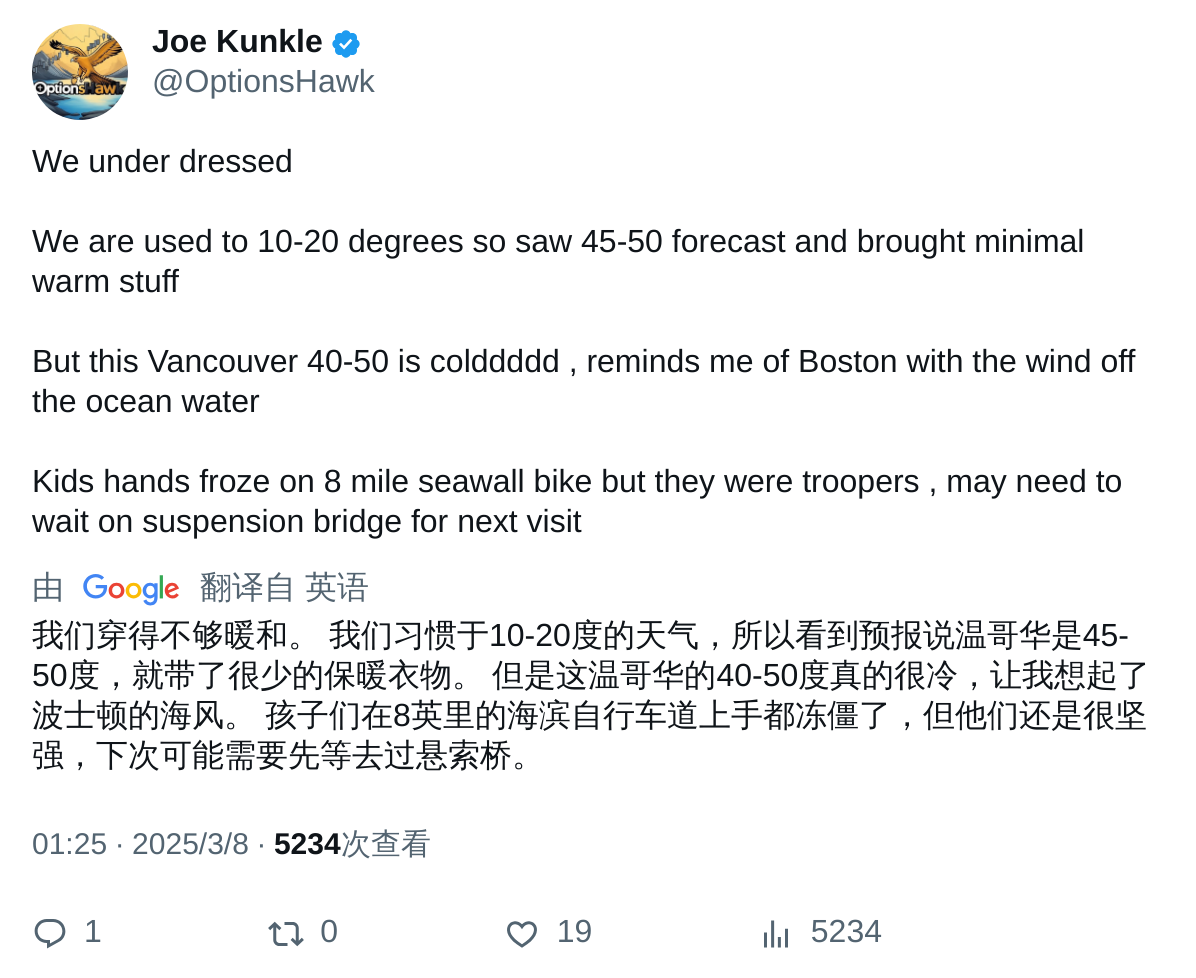 Joe Kunkle
@OptionsHawk
We under dressed
We are used to 10-20 degrees so saw 45-50 forecast and brought minimal
warm stuff
But this Vancouver 40-50 is colddddd , reminds me of Boston with the wind off
the ocean water
Kids hands froze on 8 mile seawall bike but they were troopers , may need to
wait on suspension bridge for next visit
由 Google 翻译自 英语
我们穿得不够暖和。 我们习惯于10-20度的天气，所以看到预报说温哥华是45-
50度，就带了很少的保暖衣物。 但是这温哥华的40-50度真的很冷，让我想起了
波士顿的海风。 孩子们在8英里的海滨自行车道上手都冻僵了，但他们还是很坚
强，下次可能需要先等去过悬索桥。
01:25 · 2025/3/8 · 5234次查看
1 0 19 5234